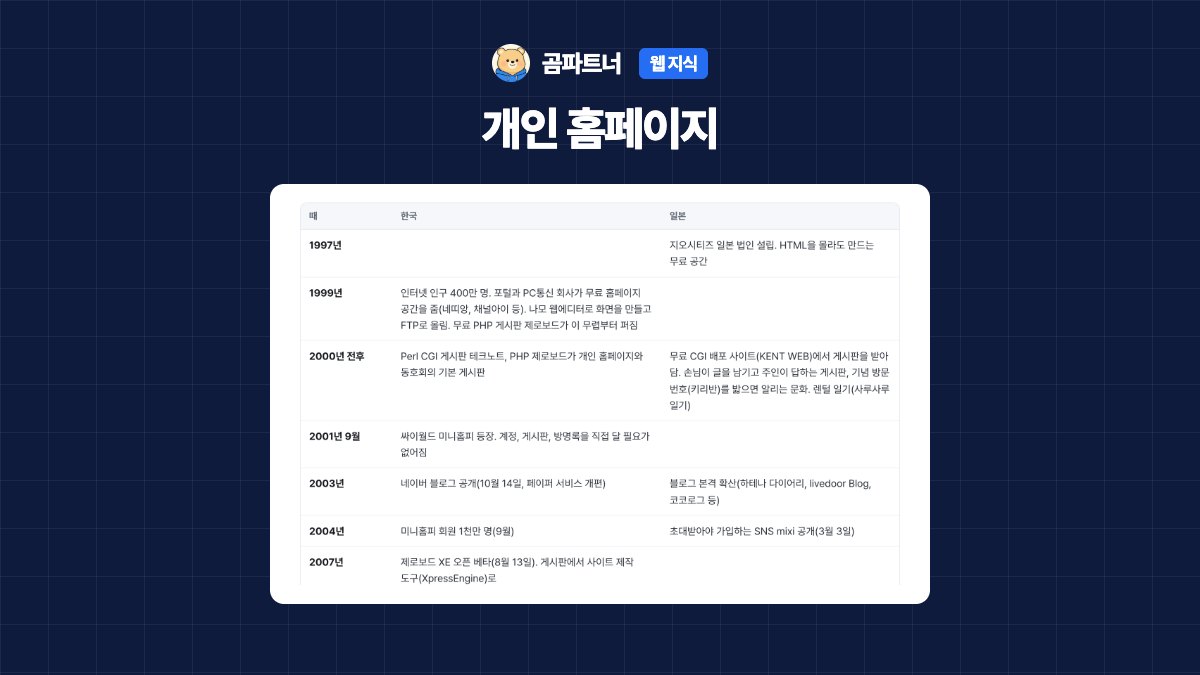 곰파트너 웹 지식
개인 홈페이지
때 한국 일본
1997년 지오시티즈 일본 법인 설립. HTML을 몰라도 만드는
무료 공간
1999년 인터넷 인구 400만 명. 포털과 PC통신 회사가 무료 홈페이지
공간을 줌(네띠앙, 채널아이 등). 나모 웹에디터로 화면을 만들고
FTP로 올림. 무료 PHP 게시판 제로보드가 이 무렵부터 퍼짐
2000년 전후 Perl CGI 게시판 테크노트, PHP 제로보드가 개인 홈페이지와
동호회의 기본 게시판
무료 CGI 배포 사이트(KENT WEB)에서 게시판을 받아
담. 손님이 글을 남기고 주인이 답하는 게시판, 기념 방문
번호(키리반)를 밟으면 알리는 문화. 렌털 일기(사루사루
일기)
2001년 9월 싸이월드 미니홈피 등장. 계정, 게시판, 방명록을 직접 달 필요가
없어짐
2003년 네이버 블로그 공개(10월 14일, 페이퍼 서비스 개편)
블로그 본격 확산(하테나 다이어리, livedoor Blog,
코코로그 등)
2004년 미니홈피 회원 1천만 명(9월) 초대받아야 가입하는 SNS mixi 공개(3월 3일)
2007년 제로보드 XE 오픈 베타(8월 13일). 게시판에서 사이트 제작
도구(XpressEngine)로